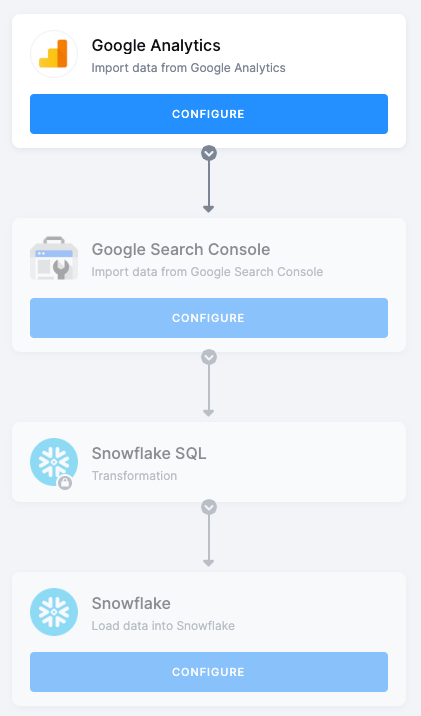 Google Analytics
Import data from Google Analytics
CONFIGURE
Google Search Console
Import data from Google Search Console
CONFIGURE
Snowflake SQL
Transformation
Snowflake
Load data into Snowflake
CONFIGURE